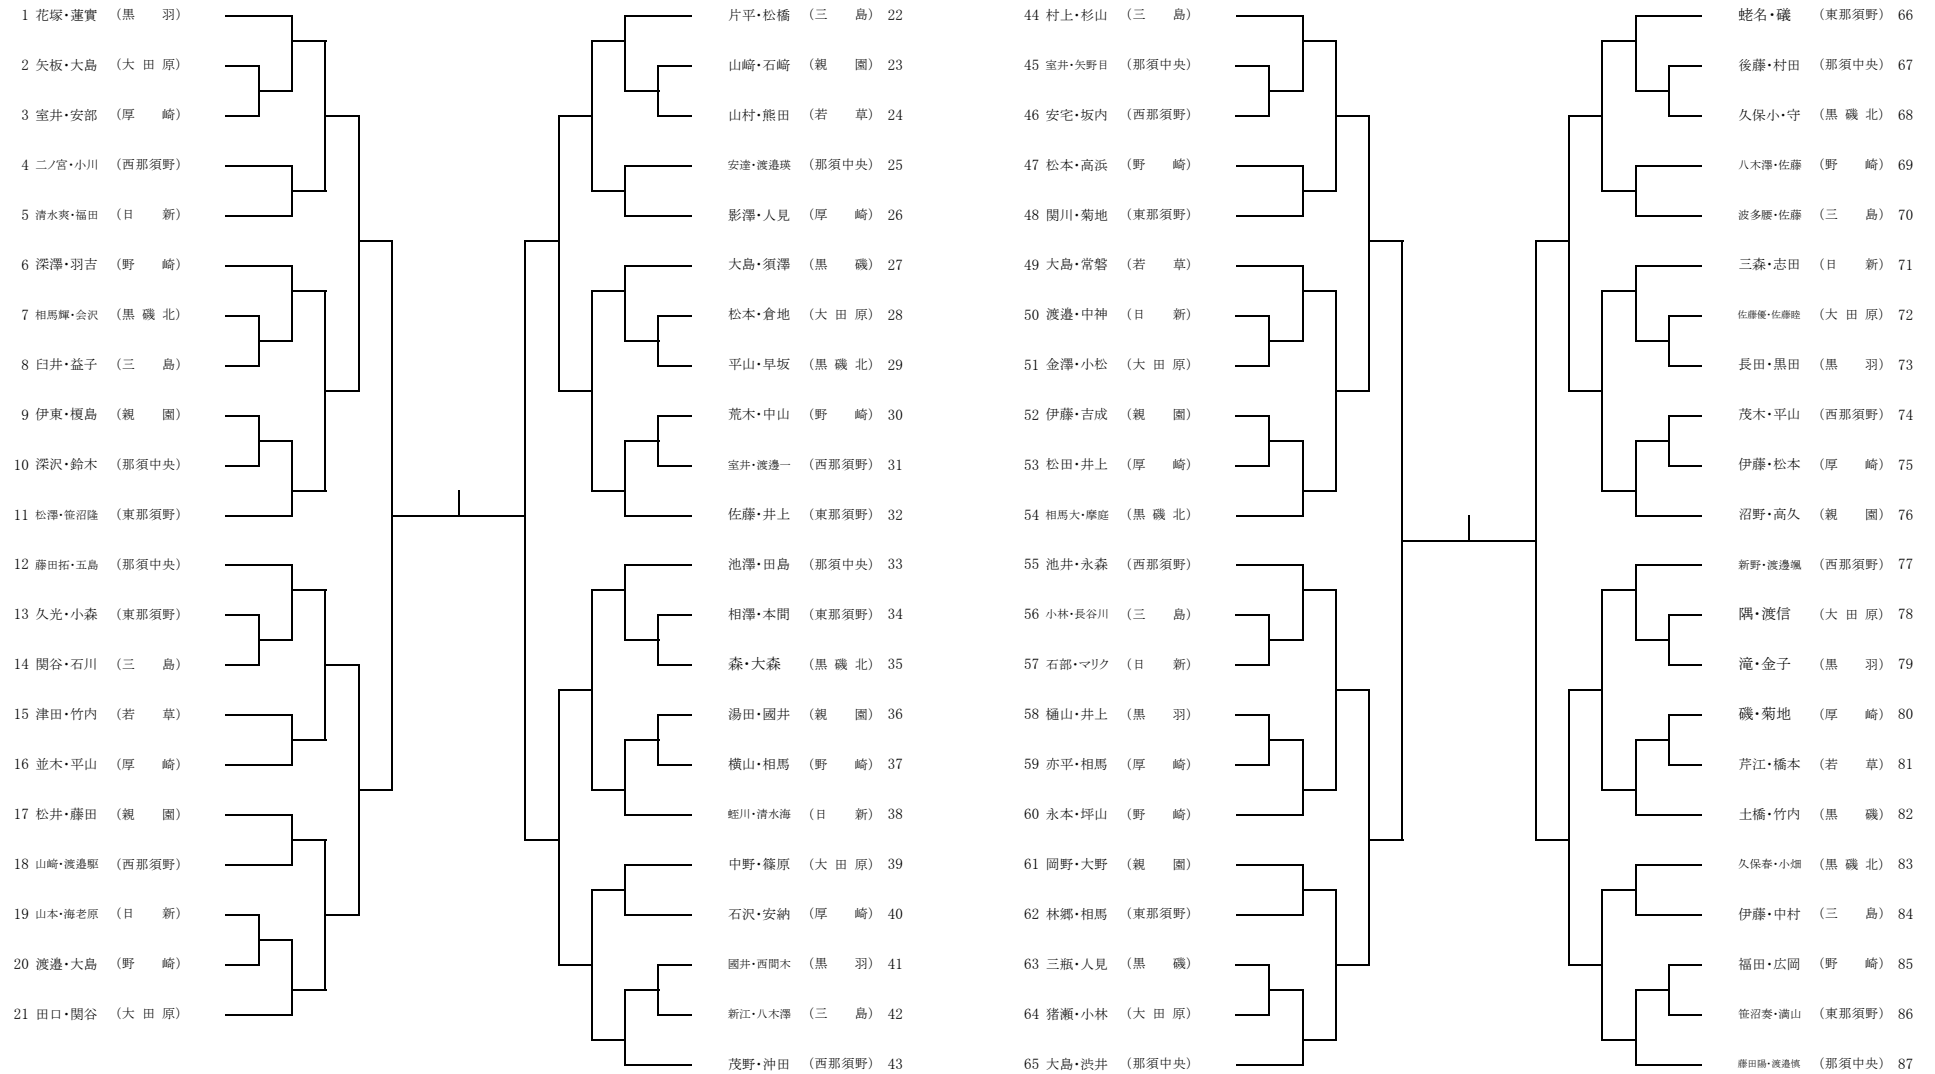 1 花塚・蓮實 （黒　羽）
2 矢板・大島 （大田原）
3 室井・安部 （厚　崎）
4 二ノ宮・小川 （西那須野）
5 清水爽・福田 （日　新）
6 深澤・羽吉 （野　崎）
7 相馬輝・会沢 （黒磯北）
8 臼井・益子 （三　島）
9 伊東・榎島 （親　園）
10 深沢・鈴木 （那須中央）
11 松澤・笹沼隆 （東那須野）
12 藤田拓・五島 （那須中央）
13 久光・小森 （東那須野）
14 関谷・石川 （三　島）
15 津田・竹内 （若　草）
16 並木・平山 （厚　崎）
17 松井・藤田 （親　園）
18 山崎・渡邉駆 （西那須野）
19 山本・海老原 （日　新）
20 渡邉・大島 （野　崎）
21 田口・関谷 （大田原）
片平・松橋 （三　島） 22
山﨑・石﨑 （親　園） 23
山村・熊田 （若　草） 24
安達・渡邉瑛 （那須中央） 25
影澤・人見 （厚　崎） 26
大島・須澤 （黒　磯） 27
松本・倉地 （大田原） 28
平山・早坂 （黒磯北） 29
荒木・中山 （野　崎） 30
室井・渡邊一 （西那須野） 31
佐藤・井上 （東那須野） 32
池澤・田島 （那須中央） 33
相澤・本間 （東那須野） 34
森・大森 （黒磯北） 35
湯田・國井 （親　園） 36
横山・相馬 （野　崎） 37
蛭川・清水海 （日　新） 38
中野・篠原 （大田原） 39
石沢・安納 （厚　崎） 40
國井・西間木 （黒　羽） 41
新江・八木澤 （三　島） 42
茂野・沖田 （西那須野） 43
44 村上・杉山 （三　島）
45 室井・矢野目 （那須中央）
46 安宅・坂内 （西那須野）
47 松本・高浜 （野　崎）
48 関川・菊地 （東那須野）
49 大島・常磐 （若　草）
50 渡邉・中神 （日　新）
51 金澤・小松 （大田原）
52 伊藤・吉成 （親　園）
53 松田・井上 （厚　崎）
54 相馬大・摩庭 （黒磯北）
55 池井・永森 （西那須野）
56 小林・長谷川 （三　島）
57 石部・マリク （日　新）
58 樋山・井上 （黒　羽）
59 亦平・相馬 （厚　崎）
60 永本・坪山 （野　崎）
61 岡野・大野 （親　園）
62 林郷・相馬 （東那須野）
63 三瓶・人見 （黒　磯）
64 猪瀬・小林 （大田原）
65 大島・渋井 （那須中央）
蛯名・礒 （東那須野） 66
後藤・村田 （那須中央） 67
久保小・守 （黒磯北） 68
八木澤・佐藤 （野　崎） 69
波多腰・佐藤 （三　島） 70
三森・志田 （日　新） 71
佐藤優・佐藤睦 （大田原） 72
長田・黒田 （黒　羽） 73
茂木・平山 （西那須野） 74
伊藤・松本 （厚　崎） 75
沼野・高久 （親　園） 76
新野・渡邊颯 （西那須野） 77
隅・渡信 （大田原） 78
滝・金子 （黒　羽） 79
磯・菊地 （厚　崎） 80
芹江・橋本 （若　草） 81
土橋・竹内 （黒　磯） 82
久保春・小畑 （黒磯北） 83
伊藤・中村 （三　島） 84
福田・広岡 （野　崎） 85
笹沼奏・満山 （東那須野） 86
藤田陽・渡邉慎 （那須中央） 87